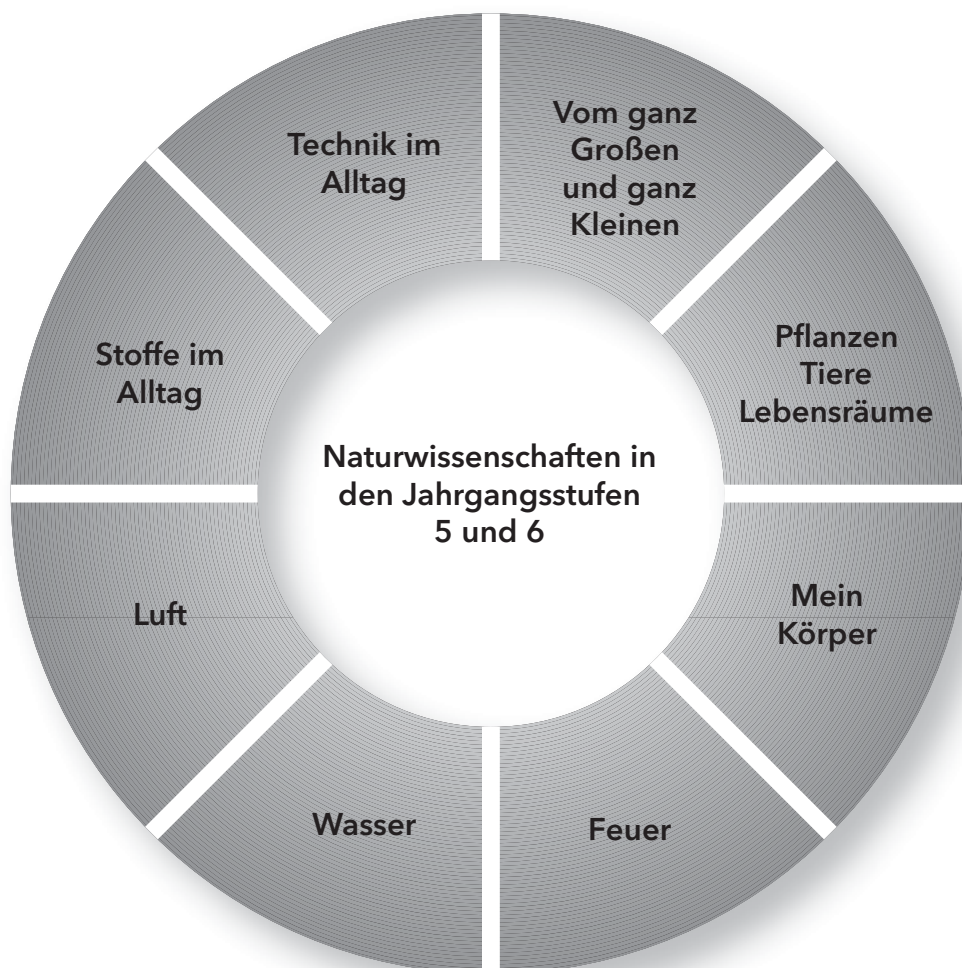 Vom ganz
Großen
und ganz
Kleinen
Pflanzen
Tiere
Lebensräume
Mein
Körper
Feuer
Wasser
Luft
Stoffe im
Alltag
Technik im
Alltag
Naturwissenschaften in
den Jahrgangsstufen
5 und 6